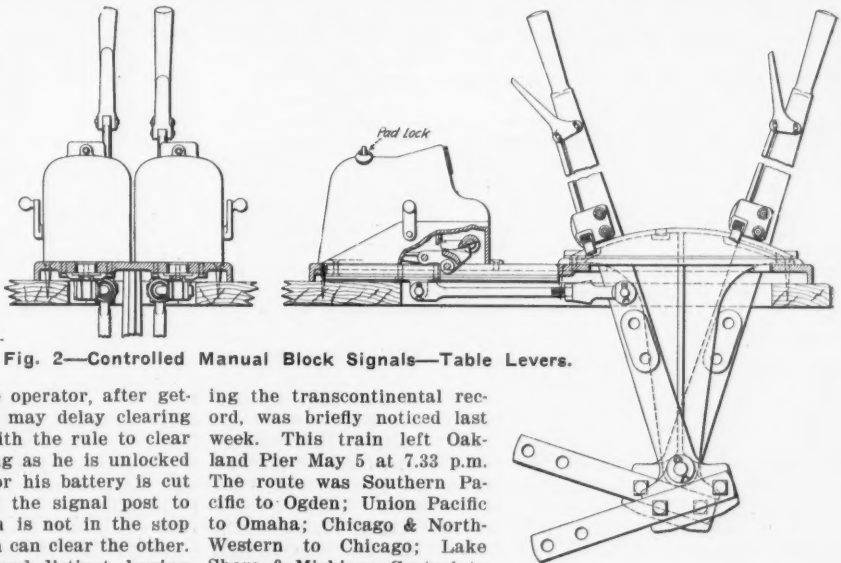 Pad Lock
Fig. 2—Controlled Manual Block Signals—Table Levers.
operator, after get-
may delay clearing
ith the rule to clear
g as he is unlocked
or his battery is cut
the signal post to
is not in the stop
can clear the other.
ing the transcontinental rec-
ord, was briefly noticed last
week. This train left Oak-
land Pier May 5 at 7.33 p.m.
The route was Southern Pa-
cific to Ogden; Union Pacific
to Omaha; Chicago & North-
Western to Chicago; Lake